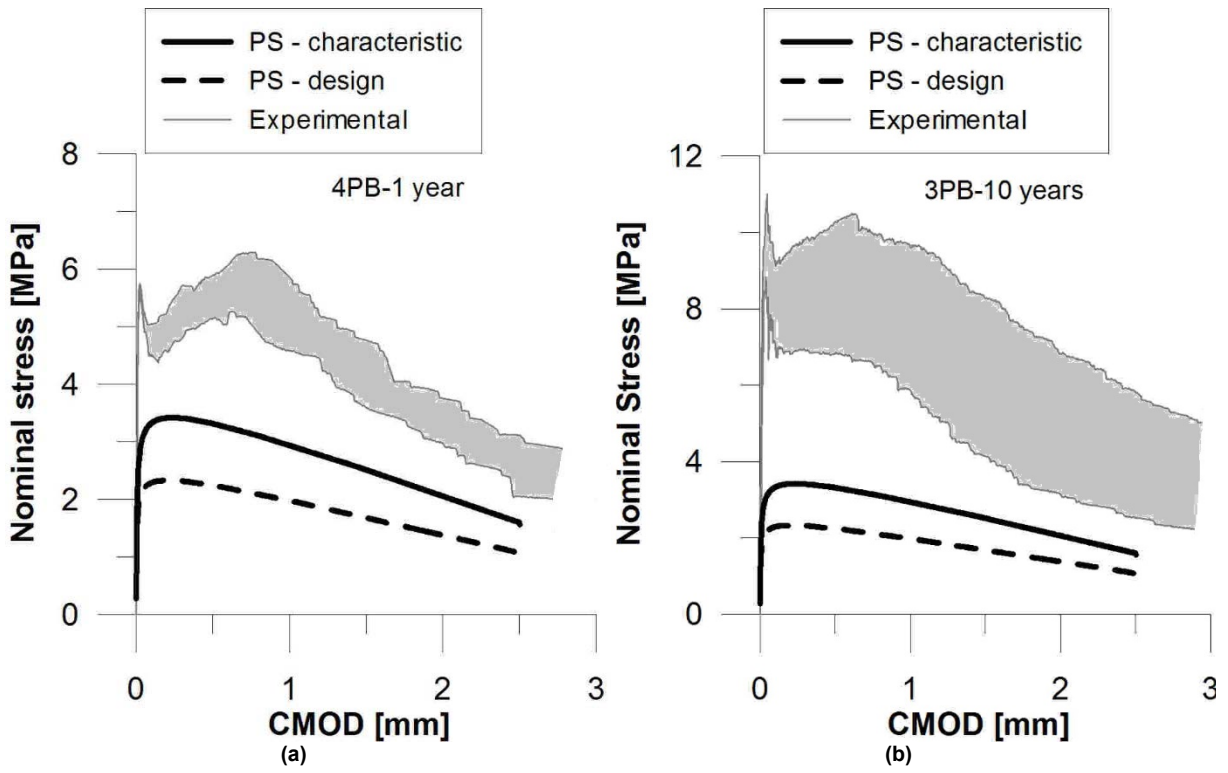 PS - characteristic
PS - design
Experimental
8
6
4
2
0
4PB-1 year
Nominal stress [MPa]
0 1 2 3
CMOD [mm]
(a)
PS - characteristic
PS - design
Experimental
12
8
4
0
3PB-10 years
Nominal Stress [MPa]
0 1 2 3
CMOD [mm]
(b)